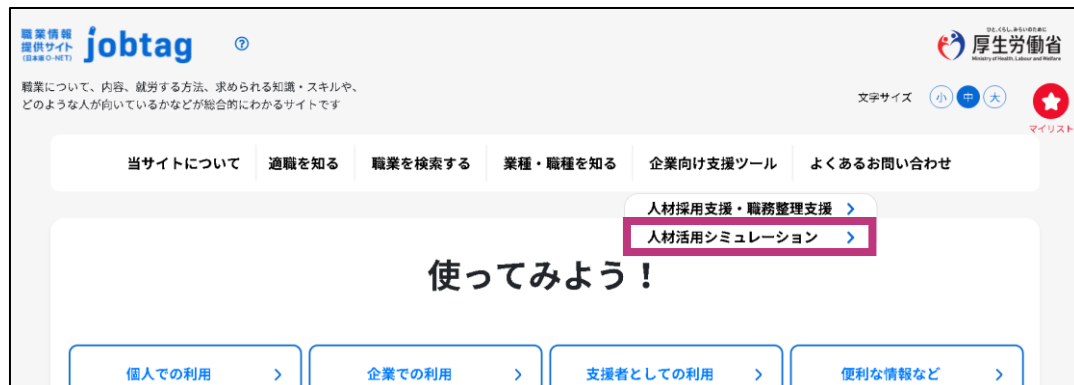 職業情報
提供サイト
(日本版O-NET)
jobtag
?
ひと、くらし、みらいのために
厚生労働省
Ministry of Health, Labour and Welfare
職業について、内容、就労する方法、求められる知識・スキルや、
どのような人が向いているかなどが総合的にわかるサイトです
文字サイズ 小 中 大
マイリスト
当サイトについて 適職を知る 職業を検索する 業種・職種を知る 企業向け支援ツール よくあるお問い合わせ
人材採用支援・職務整理支援
人材活用シミュレーション
使ってみよう！
個人での利用 企業での利用 支援者としての利用 便利な情報など